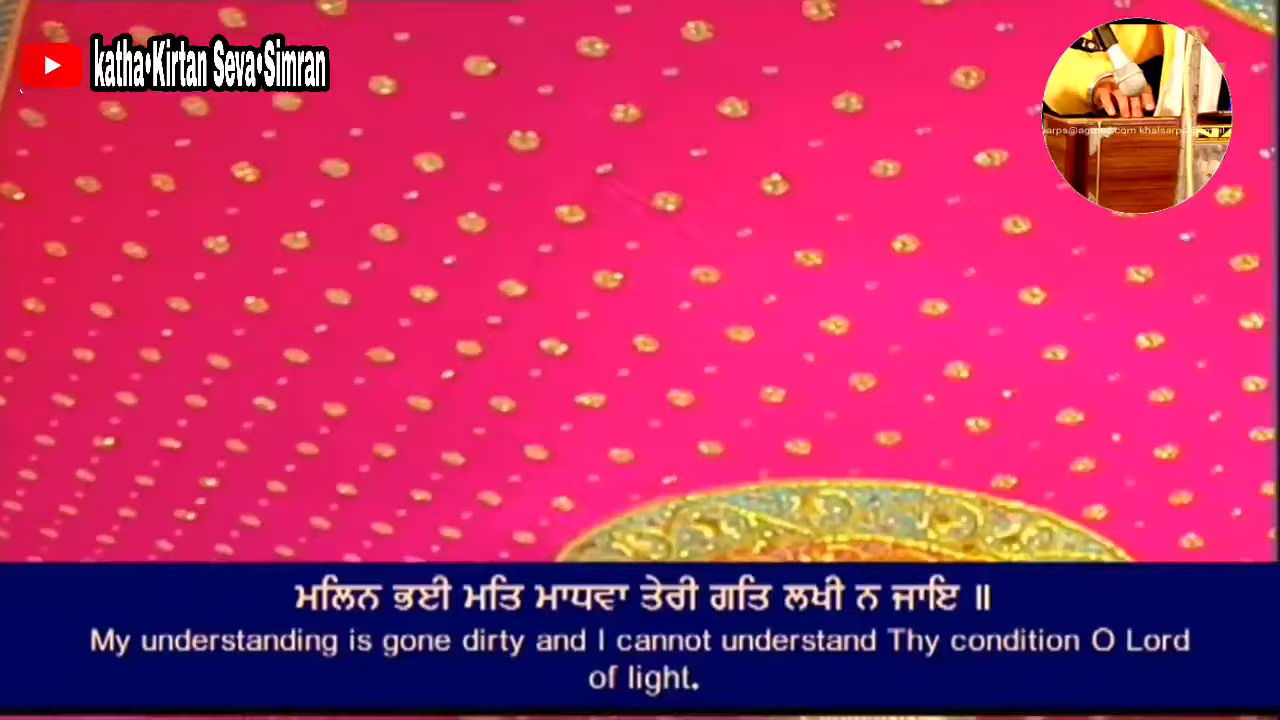 katha•Kirtan Seva•Simran
ਮਲਿਨ ਭਈ ਮਤਿ ਮਾਧਵਾ ਤੇਰੀ ਗਤਿ ਲਖੀ ਨ ਜਾਇ ॥
My understanding is gone dirty and I cannot understand Thy condition O Lord
of light.